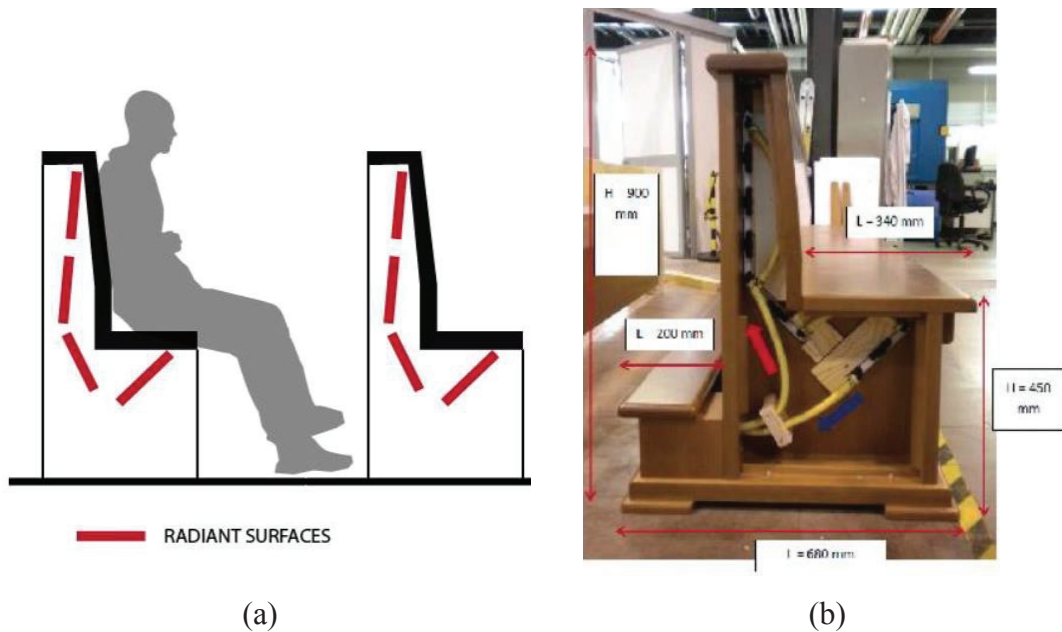 RADIANT SURFACES
H – 900
mm
L – 340 mm
L – 200 mm
H = 450
mm
L = 680 mm
(a)
(b)